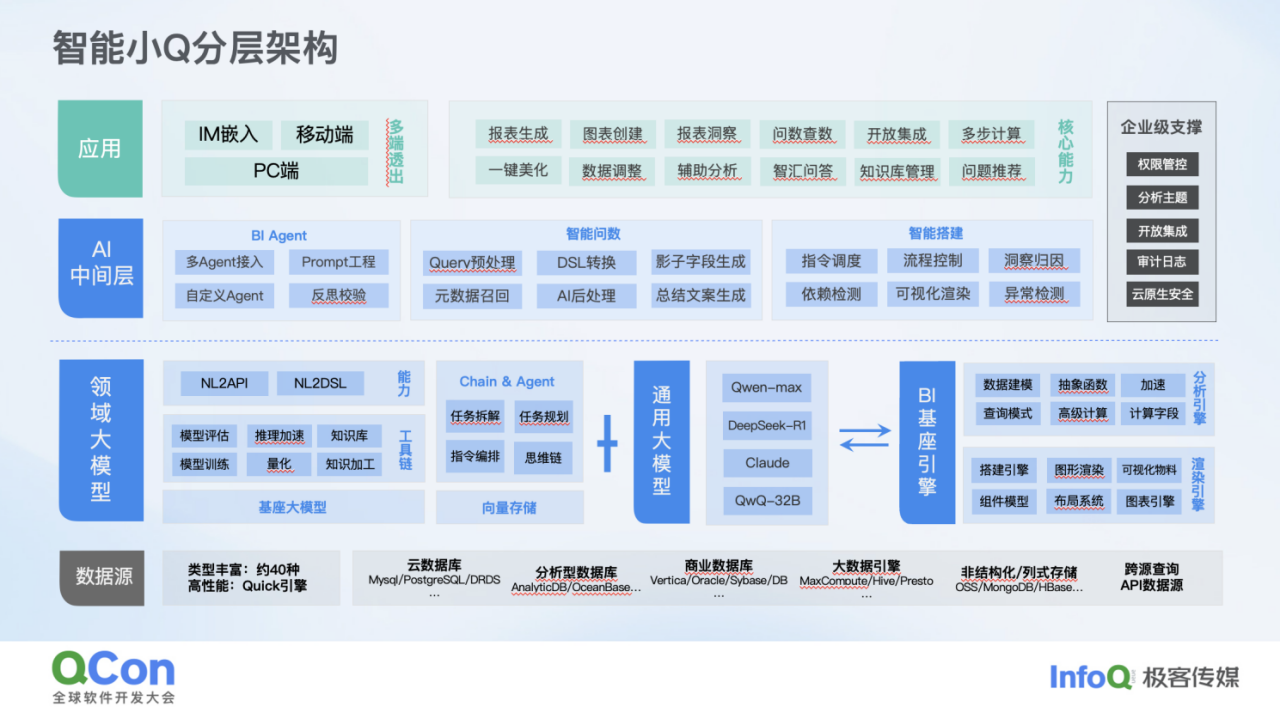 智能小Q分层架构
应用
IM嵌入
移动端
PC端
多端透出
报表生成
图表创建
报表洞察
问数查数
开放集成
多步计算
一键美化
数据调整
辅助分析
智汇问答
知识库管理
问题推荐
核心能力
企业级支撑
权限管控
分析主题
开放集成
审计日志
云原生安全
AI
中间层
BI Agent
多Agent接入
Prompt工程
自定义Agent
反思校验
智能问数
Query预处理
DSL转换
影子字段生成
元数据召回
AI后处理
总结文案生成
智能搭建
指令调度
流程控制
洞察归因
依赖检测
可视化渲染
异常检测
领域大模型
NL2API
NL2DSL
能力
模型评估
推理加速
知识库
模型训练
量化
知识加工
工具链
基座大模型
Chain & Agent
任务拆解
任务规划
指令编排
思维链
向量存储
通用大模型
Qwen-max
DeepSeek-R1
Claude
QwQ-32B
BI基座引擎
数据建模
抽象函数
加速
查询模式
高级计算
计算字段
分析引擎
搭建引擎
图形渲染
可视化物料
组件模型
布局系统
图表引擎
渲染引擎
数据源
类型丰富：约40种
高性能：Quick引擎
云数据库
Mysql/PostgreSQL/DRDS
...
分析型数据库
AnalyticDB/OceanBase...
商业数据库
Vertica/Oracle/Sybase/DB
...
大数据引擎
MaxCompute/Hive/Presto
...
非结构化/列式存储
OSS/MongoDB/HBase...
跨源查询
API数据源
QCon
全球软件开发大会
InfoQ 极客传媒